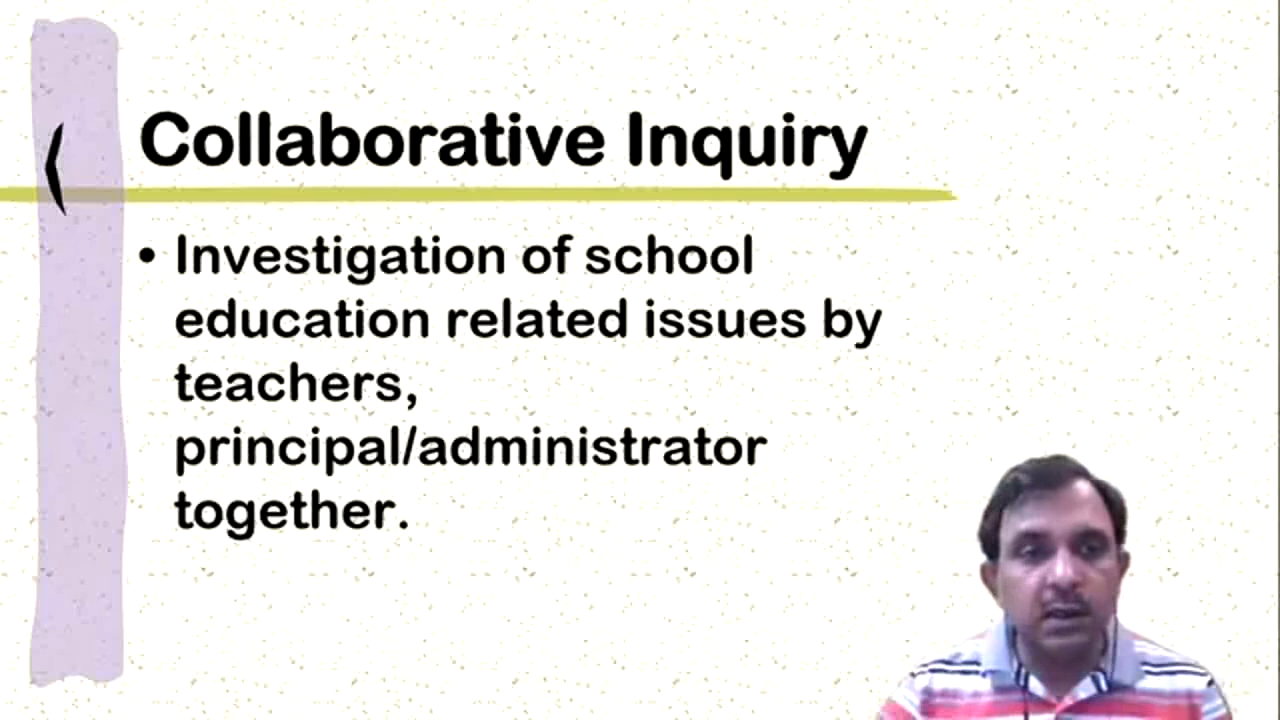 Collaborative Inquiry
• Investigation of school
education related issues by
teachers,
principal/administrator
together.